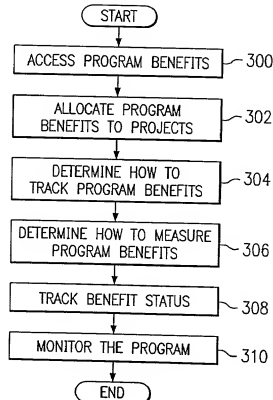 START
ACCESS PROGRAM BENEFITS 300
ALLOCATE PROGRAM
BENEFITS TO PROJECTS 302
DETERMINE HOW TO
TRACK PROGRAM BENEFITS 304
DETERMINE HOW TO MEASURE
PROGRAM BENEFITS 306
TRACK BENEFIT STATUS 308
MONITOR THE PROGRAM 310
END